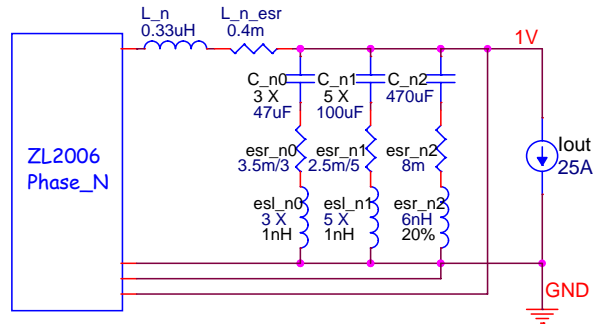 L_n
0.33uH
L_n_esr
0.4m
1V
C_n0
3 X
47uF
C_n1
5 X
100uF
C_n2
470uF
ZL2006
Phase_N
esr_n0
3.5m/3
esr_n1
2.5m/5
esr_n2
8m
Iout
25A
esl_n0
3 X
1nH
esl_n1
5 X
1nH
esr_n2
6nH
20%
GND